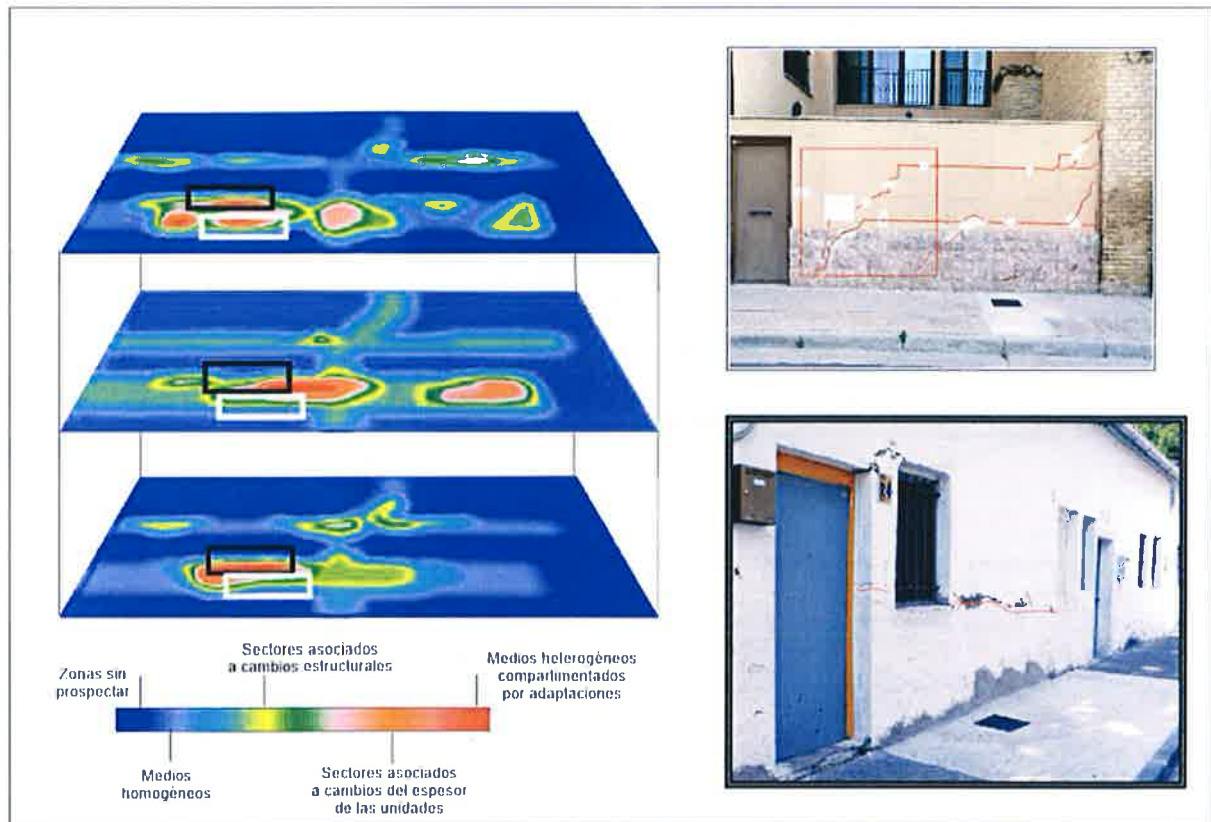 Zonas sin
prospectar
Sectores asociados
a cambios estructurales
Medios heterogéneos
compartimentados
por adaptaciones
Medios
homogéneos
Sectores asociados
a cambios del espesor
de las unidades